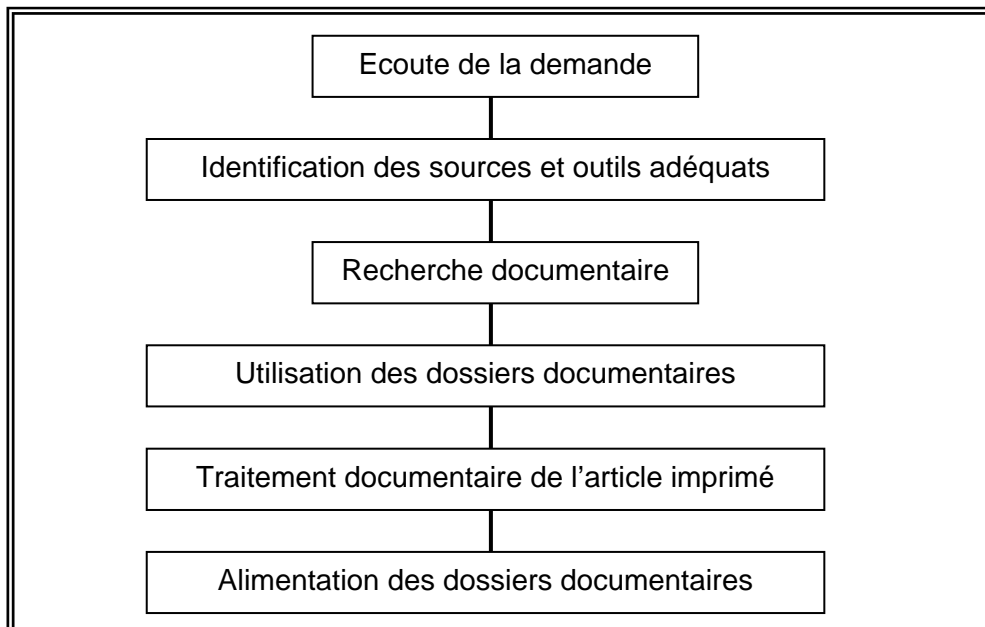 Ecoute de la demande
Identification des sources et outils adéquats
Recherche documentaire
Utilisation des dossiers documentaires
Traitement documentaire de l’article imprimé
Alimentation des dossiers documentaires